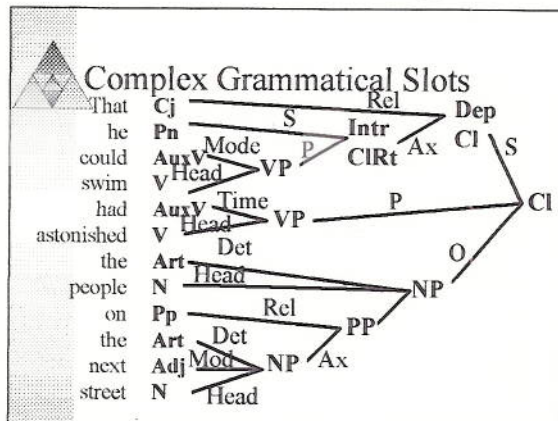 Complex Grammatical Slots
That Cj Rel Dep
he Pn S Intr Cl S
could AuxV Mode P ClRt Ax
swim V Head VP
had AuxV Time P Cl
astonished V Head VP
the Art Det O
people N Head NP
on Pp Rel PP
the Art Det
next Adj Mod NP Ax
street N Head